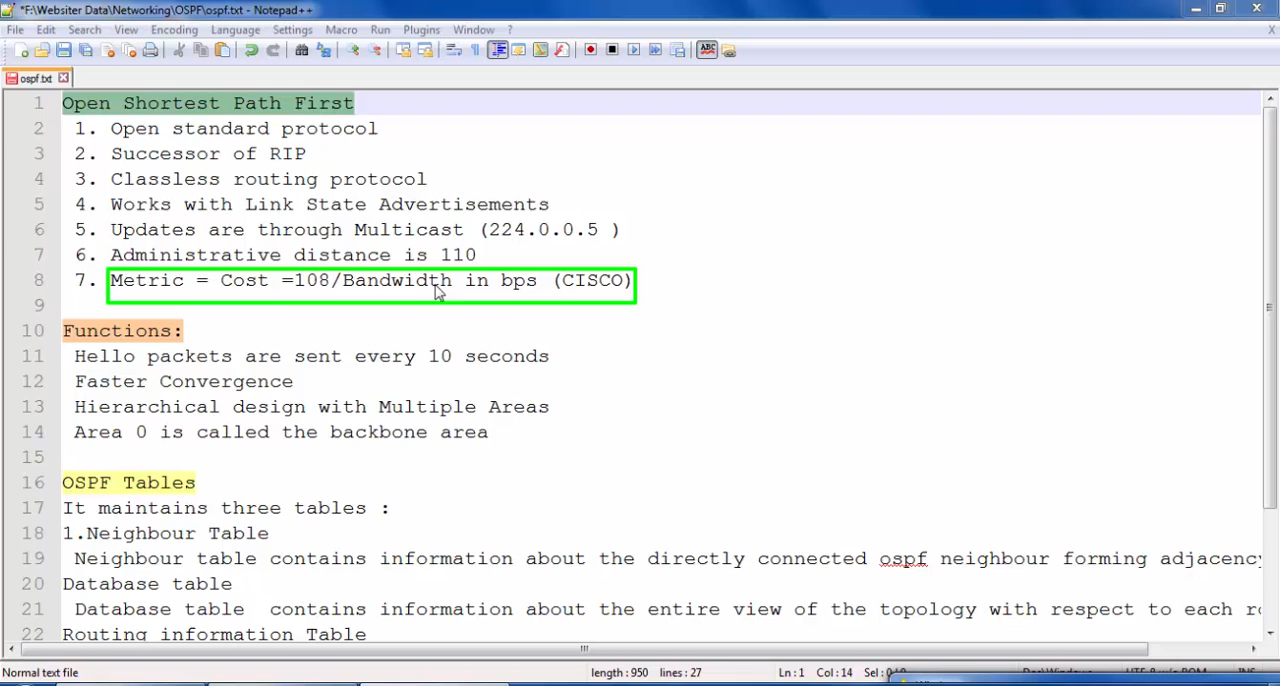 *F:\Websiter Data\Networking\OSPF\ospf.txt - Notepad++
File Edit Search View Encoding Language Settings Macro Run Plugins Window ? X
ospf.txt
1 Open Shortest Path First
2 1. Open standard protocol
3 2. Successor of RIP
4 3. Classless routing protocol
5 4. Works with Link State Advertisements
6 5. Updates are through Multicast (224.0.0.5 )
7 6. Administrative distance is 110
8 7. Metric = Cost =108/Bandwidth in bps (CISCO)
9
10 Functions:
11 Hello packets are sent every 10 seconds
12 Faster Convergence
13 Hierarchical design with Multiple Areas
14 Area 0 is called the backbone area
15
16 OSPF Tables
17 It maintains three tables :
18 1.Neighbour Table
19 Neighbour table contains information about the directly connected ospf neighbour forming adjacency
20 Database table
21 Database table contains information about the entire view of the topology with respect to each
22 Routing information Table
Normal text file length : 950 lines : 27 Ln : 1 Col : 14 Sel :